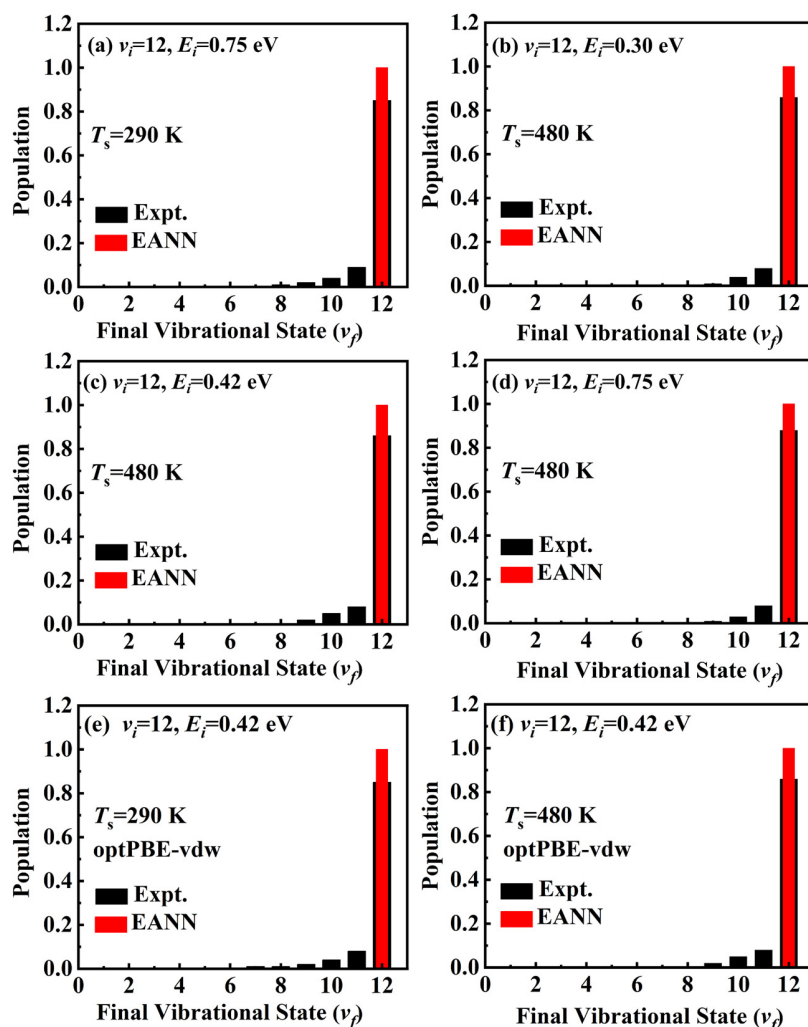 (a) vi=12, Ei=0.75 eV
Ts=290 K
Expt.
EANN
Population
0.0 0.2 0.4 0.6 0.8 1.0 1.2
0 2 4 6 8 10 12
Final Vibrational State (vf)
(b) vi=12, Ei=0.30 eV
Ts=480 K
Expt.
EANN
Population
0.0 0.2 0.4 0.6 0.8 1.0 1.2
0 2 4 6 8 10 12
Final Vibrational State (vf)
(c) vi=12, Ei=0.42 eV
Ts=480 K
Expt.
EANN
Population
0.0 0.2 0.4 0.6 0.8 1.0 1.2
0 2 4 6 8 10 12
Final Vibrational State (vf)
(d) vi=12, Ei=0.75 eV
Ts=480 K
Expt.
EANN
Population
0.0 0.2 0.4 0.6 0.8 1.0 1.2
0 2 4 6 8 10 12
Final Vibrational State (vf)
(e) vi=12, Ei=0.42 eV
Ts=290 K
optPBE-vdw
Expt.
EANN
Population
0.0 0.2 0.4 0.6 0.8 1.0 1.2
0 2 4 6 8 10 12
Final Vibrational State (vf)
(f) vi=12, Ei=0.42 eV
Ts=480 K
optPBE-vdw
Expt.
EANN
Population
0.0 0.2 0.4 0.6 0.8 1.0 1.2
0 2 4 6 8 10 12
Final Vibrational State (vf)